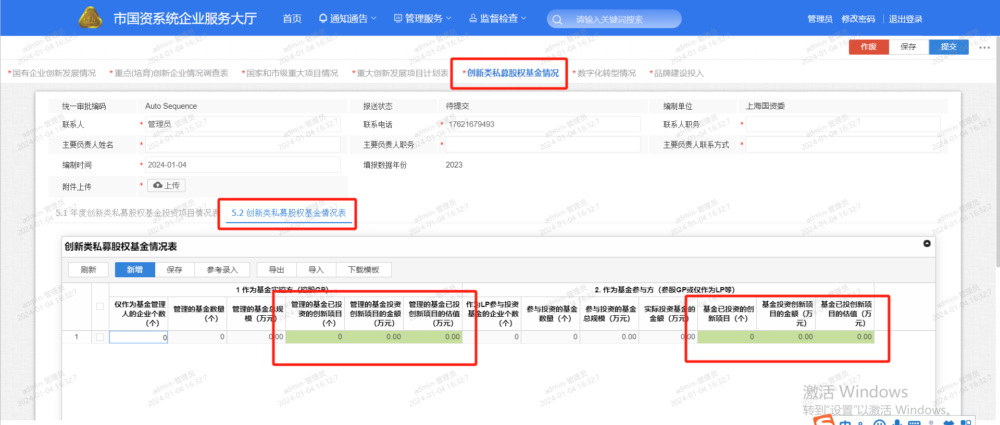 市国资系统企业服务大厅
首页
通知通告
管理服务
监督检查
请输入关键词搜索
管理员
修改密码
退出登录
作废
保存
提交
*国有企业创新发展情况
*重点(培育)创新企业情况调查表
*国家和市级重大项目情况
*重大创新发展项目计划表
*创新类私募股权基金情况
*数字化转型情况
*品牌建设投入
统一审批编码
Auto Sequence
报送状态
待提交
编制单位
上海国资委
联系人
* 管理员
联系电话
* 17621679493
联系人职务
*
主要负责人姓名
*
主要负责人职务
*
主要负责人联系方式
*
编制时间
* 2024-01-04
填报数据年份
2023
附件上传
* 上传
5.1 年度创新类私募股权基金投资项目情况表
5.2 创新类私募股权基金情况表
创新类私募股权基金情况表
刷新
新增
保存
参考录入
导出
导入
下载模板
1 作为基金实控方（控股GP）
2. 作为基金参与方（参股GP或仅作为LP等）
仅作为基金管理
人的企业个数
（个）
管理的基金数量
（个）
管理的基金总规
模（万元）
管理的基金已投
资的创新项目
（个）
管理的基金投资
创新项目的金额
（万元）
管理的基金已投
创新项目的估值
（万元）
作为LP参与投资
基金的企业个数
（个）
参与投资的基金
数量（个）
参与投资的基金
总规模（万元）
实际投资基金的
金额（万元）
基金已投资的创
新项目（个）
基金投资创新项
目的金额（万
元）
基金已投创新项
目的估值（万
元）
1
0
0
0.00
0
0.00
0.00
0
0
0.00
0.00
0
0.00
0.00
admin-管理员
2024-01-04 16:32:7
激活 Windows
转到"设置"以激活 Windows。
中